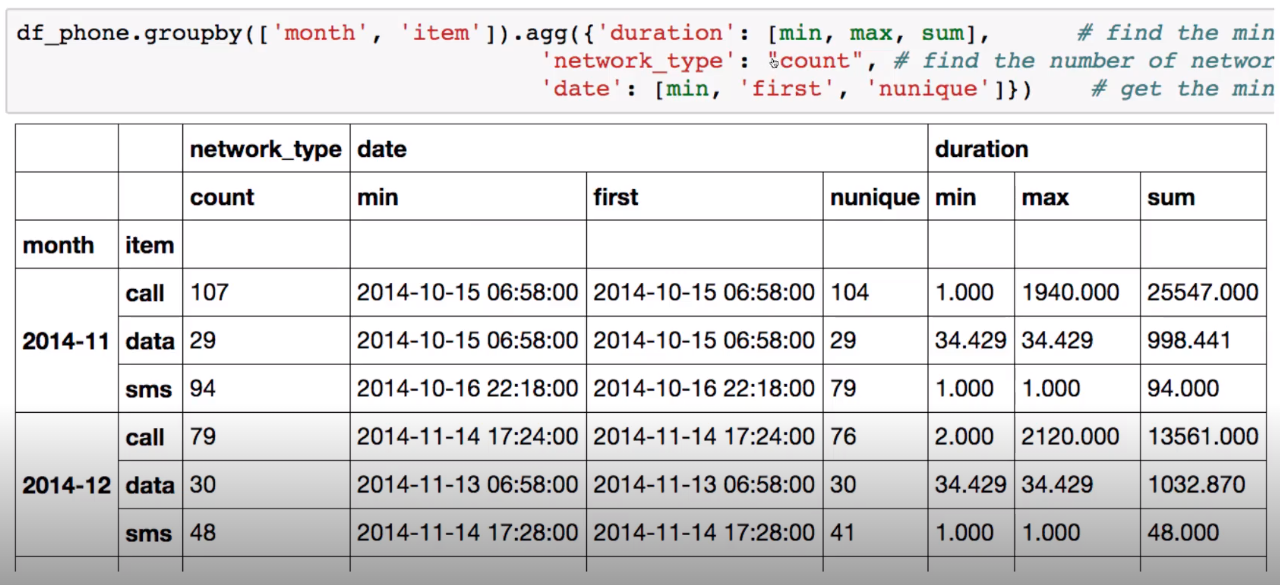 df_phone.groupby(['month', 'item']).agg({'duration': [min, max, sum], # find the min
'network_type': "count", # find the number of networ
'date': [min, 'first', 'nunique']}) # get the min
network_type date duration
count min first nunique min max sum
month item
call 107 2014-10-15 06:58:00 2014-10-15 06:58:00 104 1.000 1940.000 25547.000
2014-11 data 29 2014-10-15 06:58:00 2014-10-15 06:58:00 29 34.429 34.429 998.441
sms 94 2014-10-16 22:18:00 2014-10-16 22:18:00 79 1.000 1.000 94.000
call 79 2014-11-14 17:24:00 2014-11-14 17:24:00 76 2.000 2120.000 13561.000
2014-12 data 30 2014-11-13 06:58:00 2014-11-13 06:58:00 30 34.429 34.429 1032.870
sms 48 2014-11-14 17:28:00 2014-11-14 17:28:00 41 1.000 1.000 48.000